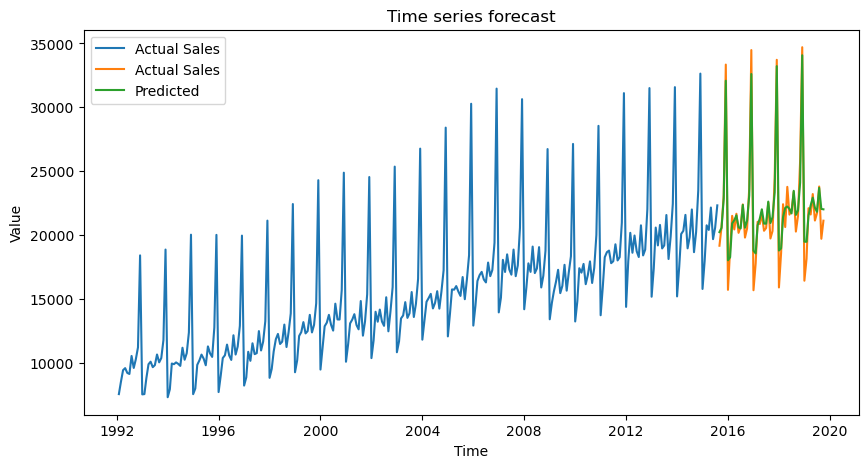 Time series forecast
Actual Sales
Actual Sales
Predicted
Value
35000
30000
25000
20000
15000
10000
1992
1996
2000
2004
2008
2012
2016
2020
Time